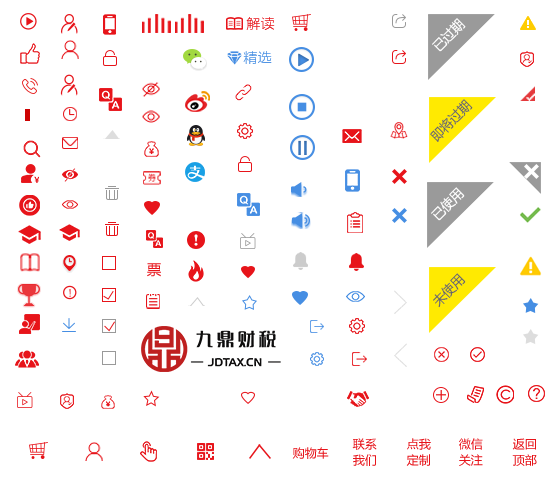 解读
已过期
精选
Q
A
即将过期
券
Q
A
已使用
Q
A
票
未使用
九鼎财税
JDTAX.CN
购物车
联系
我们
点我
定制
微信
关注
返回
顶部